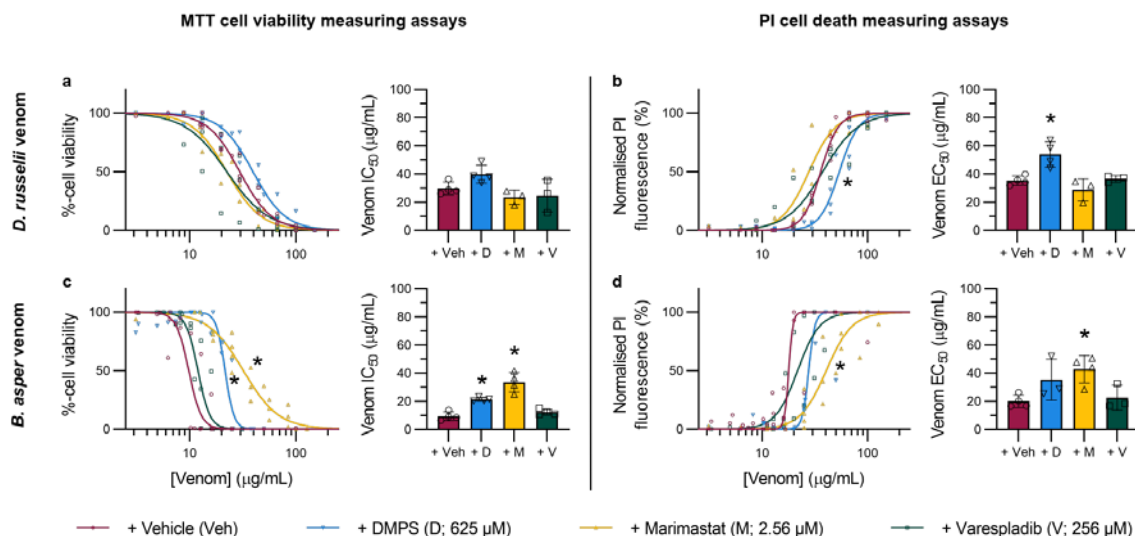 MTT cell viability measuring assays
PI cell death measuring assays
D. russelii venom
a
%-cell viability
100
50
0
10
100
Venom IC50 (µg/mL)
100
80
60
40
20
0
+ Veh
+ D
+ M
+ V
b
Normalised PI
fluorescence (%)
100
50
0
*
10
100
Venom EC50 (µg/mL)
100
80
60
40
20
0
*
+ Veh
+ D
+ M
+ V
B. asper venom
c
%-cell viability
100
50
0
*
*
10
100
[Venom] (µg/mL)
Venom IC50 (µg/mL)
100
80
60
40
20
0
*
*
+ Veh
+ D
+ M
+ V
d
Normalised PI
fluorescence (%)
100
50
0
*
10
100
[Venom] (µg/mL)
Venom EC50 (µg/mL)
100
80
60
40
20
0
*
+ Veh
+ D
+ M
+ V
+ Vehicle (Veh)
+ DMPS (D; 625 µM)
+ Marimastat (M; 2.56 µM)
+ Varespladib (V; 256 µM)